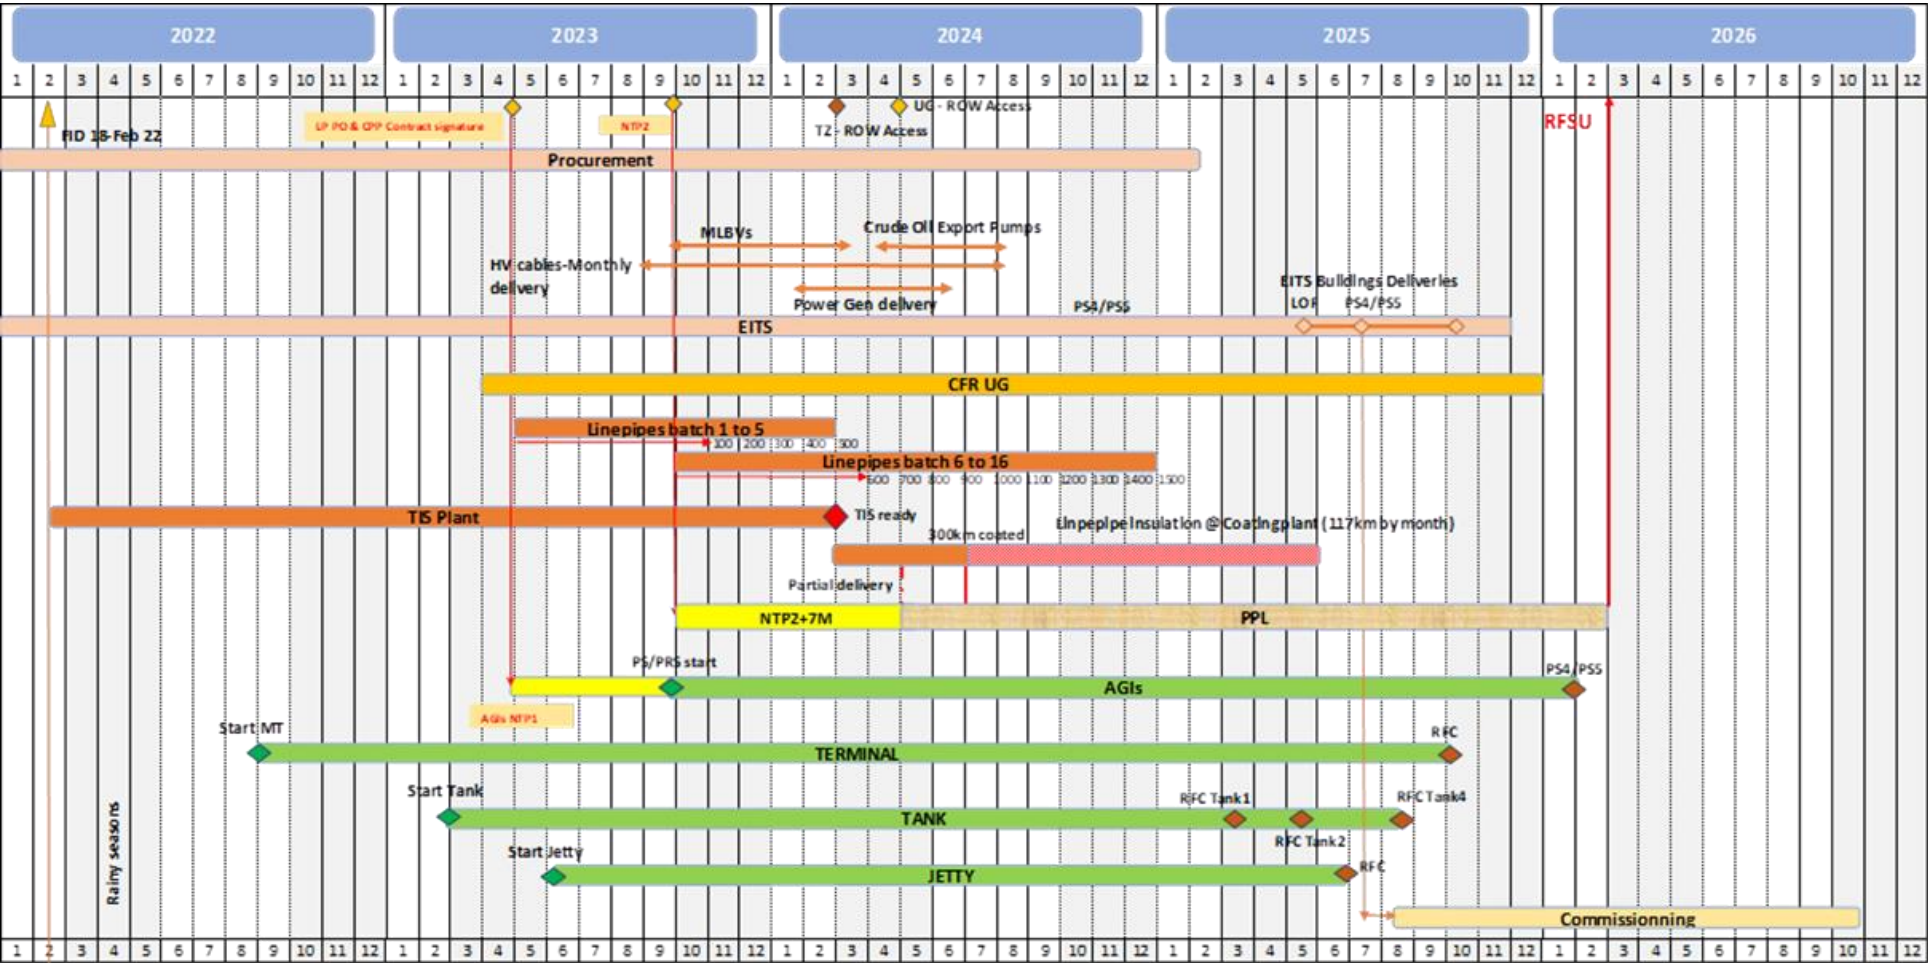 2022 2023 2024 2025 2026
1 2 3 4 5 6 7 8 9 10 11 12 1 2 3 4 5 6 7 8 9 10 11 12 1 2 3 4 5 6 7 8 9 10 11 12 1 2 3 4 5 6 7 8 9 10 11 12 1 2 3 4 5 6 7 8 9 10 11 12
UG - ROW Access
LP PO & CPP Contract signature
NTP2
RFSU
FID 18-Feb 22
TZ - ROW Access
Procurement
MLBVs
Crude Oil Export Pumps
HV cables-Monthly
delivery
EITS Buildings Deliveries
Power Gen delivery
PS4/PS5
LOF
PS4/PS5
EITS
CFR UG
Linepipes batch 1 to 5
100 200 300 400 500
Linepipes batch 6 to 16
600 700 800 900 1000 1100 1200 1300 1400 1500
TIS Plant
TIS ready
Linpepipe insulation @ Coating plant (117km by month)
300km coated
Partial delivery
NTP2+7M
PPL
PS/PRS start
PS4/PS5
AGIs
AGIs NTP1
Start MT
RFC
TERMINAL
Start Tank
RFC Tank1
RFC Tank4
TANK
RFC Tank2
Start Jetty
RFC
JETTY
Rainy seasons
Commissionning
1 2 3 4 5 6 7 8 9 10 11 12 1 2 3 4 5 6 7 8 9 10 11 12 1 2 3 4 5 6 7 8 9 10 11 12 1 2 3 4 5 6 7 8 9 10 11 12 1 2 3 4 5 6 7 8 9 10 11 12